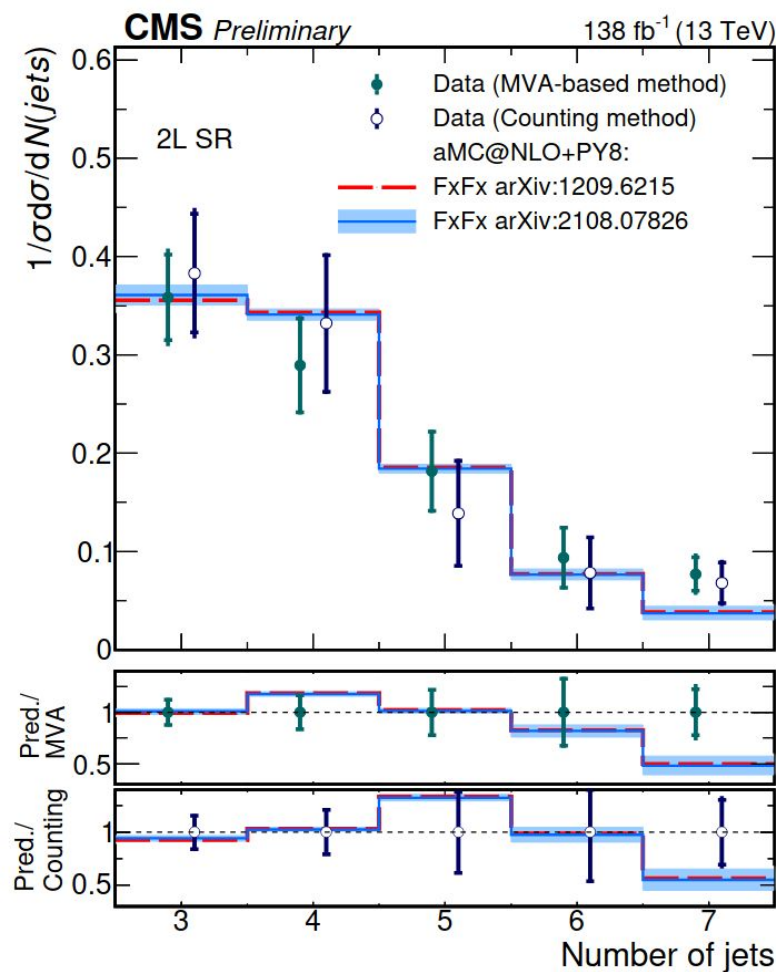 CMS Preliminary 138 fb⁻¹ (13 TeV)
1/σdσ/dN(jets)
0.6
0.5
0.4
0.3
0.2
0.1
0
2L SR
Data (MVA-based method)
Data (Counting method)
aMC@NLO+PY8:
FxFx arXiv:1209.6215
FxFx arXiv:2108.07826
Pred./
MVA
1
0.5
Pred./
Counting
1
0.5
3 4 5 6 7
Number of jets